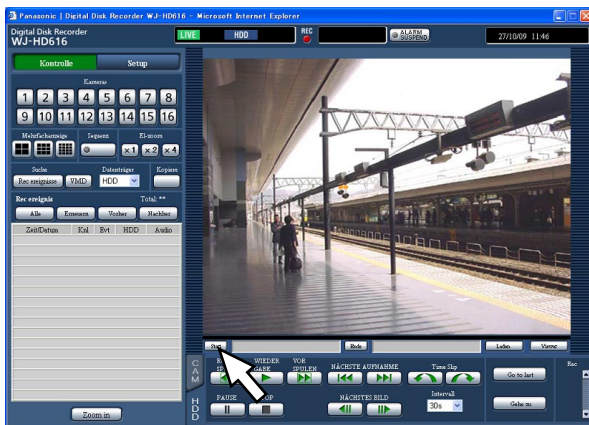 Panasonic | Digital Disk Recorder WJ-HD616 - Microsoft Internet Explorer
Digital Disk Recorder
WJ-HD616
LIVE HDD REC ALARM SUSPEND 27/10/09 11:46
Kontrolle Setup
Kameras
1 2 3 4 5 6 7 8
9 10 11 12 13 14 15 16
Mehrfachanzeige Sequenz El-zoom
x1 x2 x4
Suche Datenträger Kopiere
Rec ereignisse VMD HDD
Rec ereignis Total: **
Alle Erneuern Vorher Nachher
Zeit/Datum Knl Evt HDD Audio
Zoom in
Start Ende Laden Viewer
CAM
WIEDER GABE VOR SPULEN NÄCHSTE AUFNAHME Time Slip
Go to last
Rec
HDD
PAUSE NÄCHSTES BILD Intervall
30s
Gehe zu